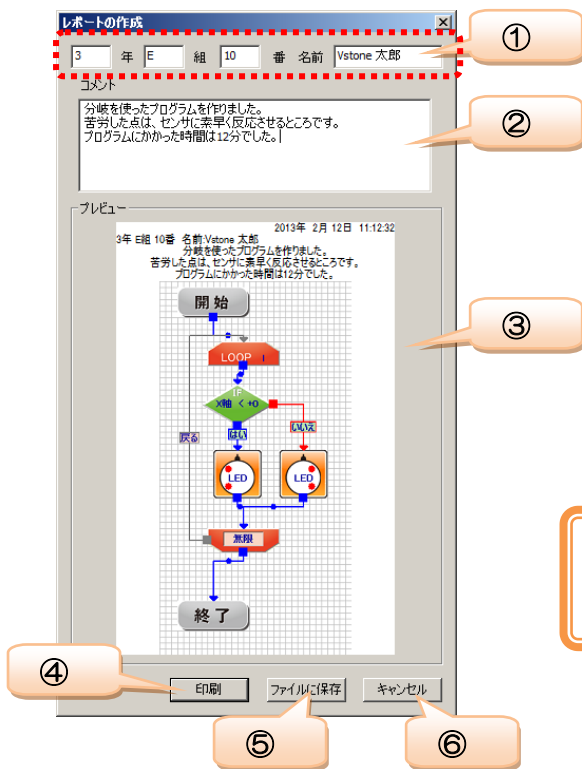 レポートの作成
①
3 年 E 組 10 番 名前 Vstone 太郎
コメント
分岐を使ったプログラムを作りました。
苦労した点は、センサに素早く反応させるところです。
プログラムにかかった時間は12分でした。
②
プレビュー
2013年 2月 12日 11:12:32
3年 E組 10番 名前:Vstone 太郎
分岐を使ったプログラムを作りました。
苦労した点は、センサに素早く反応させるところです。
プログラムにかかった時間は12分でした。
③
開始
LOOP
IF
X軸 < +0
戻る
はい
いいえ
LED
LED
無限
終了
④
印刷
ファイルに保存
キャンセル
⑤
⑥